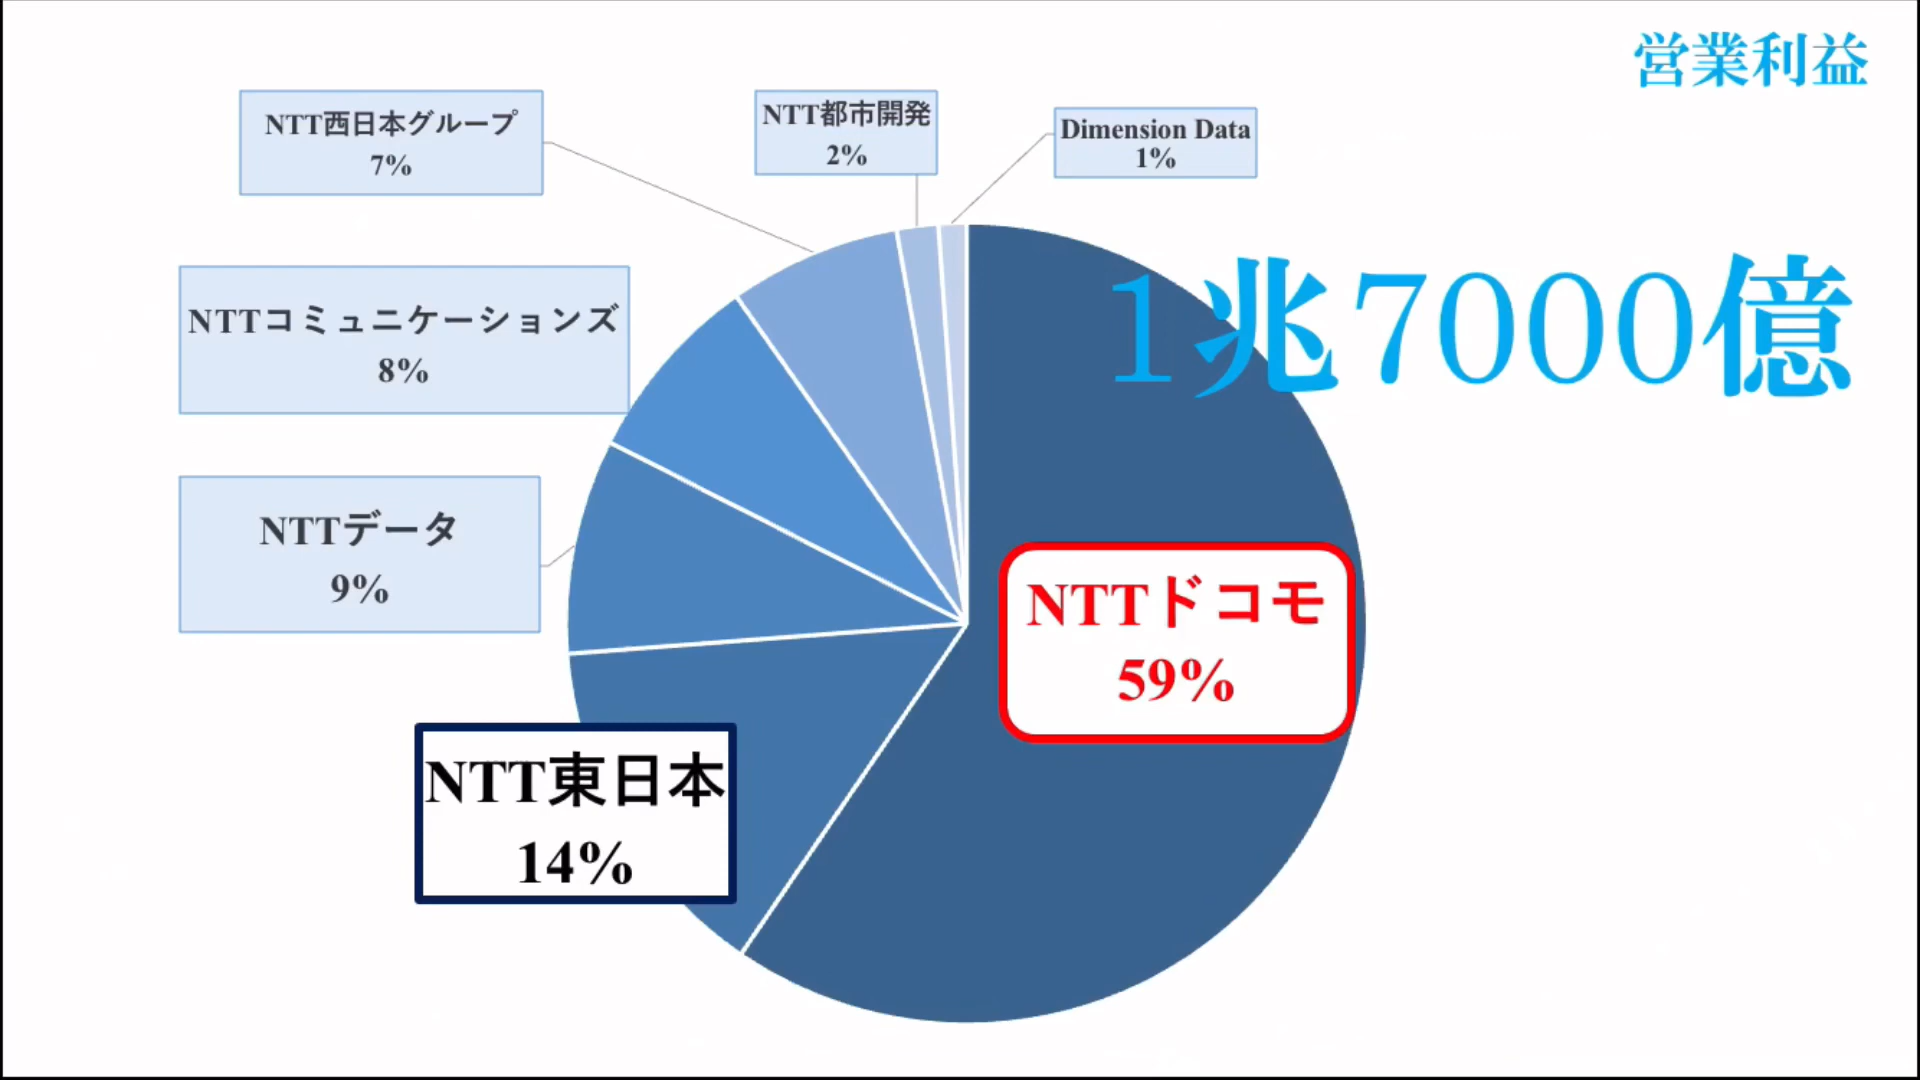 営業利益
NTT西日本グループ
7%
NTT都市開発
2%
Dimension Data
1%
1兆7000億
NTTコミュニケーションズ
8%
NTTデータ
9%
NTTドコモ
59%
NTT東日本
14%